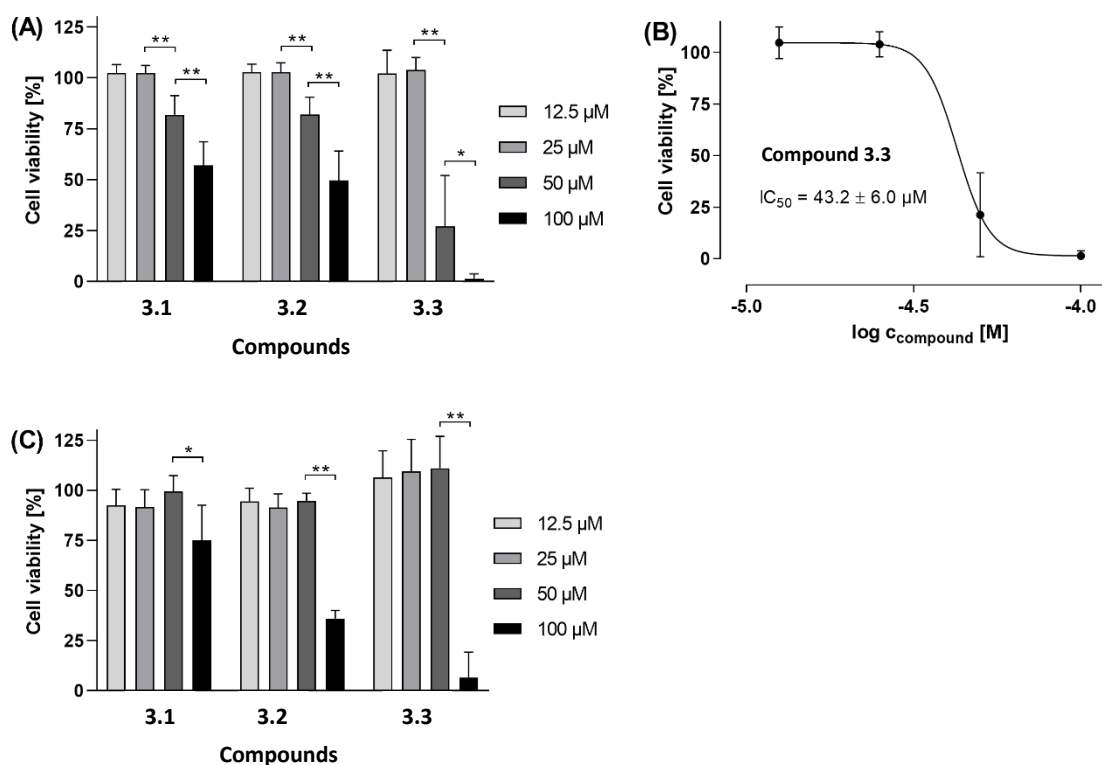 (A)
125
100
75
50
25
0
Cell viability [%]
** ** ** ** ** *
3.1 3.2 3.3
Compounds
12.5 µM
25 µM
50 µM
100 µM
(B)
100
75
50
25
0
Cell viability [%]
Compound 3.3
IC50 = 43.2 ± 6.0 µM
-5.0 -4.5 -4.0
log ccompound [M]
(C)
125
100
75
50
25
0
Cell viability [%]
* ** **
3.1 3.2 3.3
Compounds
12.5 µM
25 µM
50 µM
100 µM